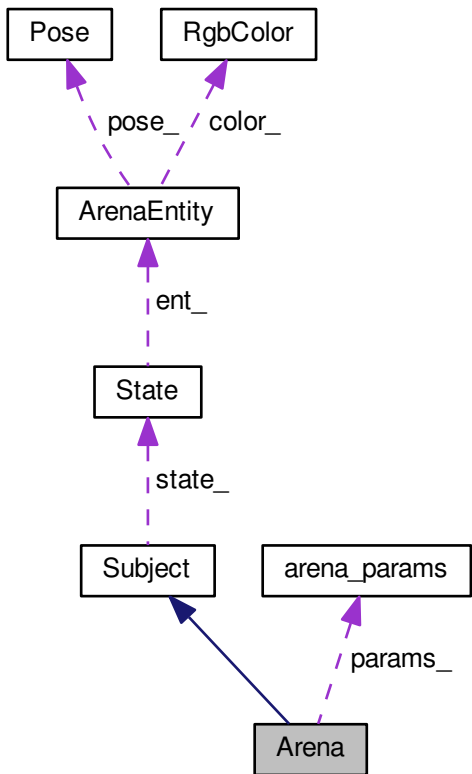 Pose
RgbColor
pose_
color_
ArenaEntity
ent_
State
state_
Subject
arena_params
params_
Arena